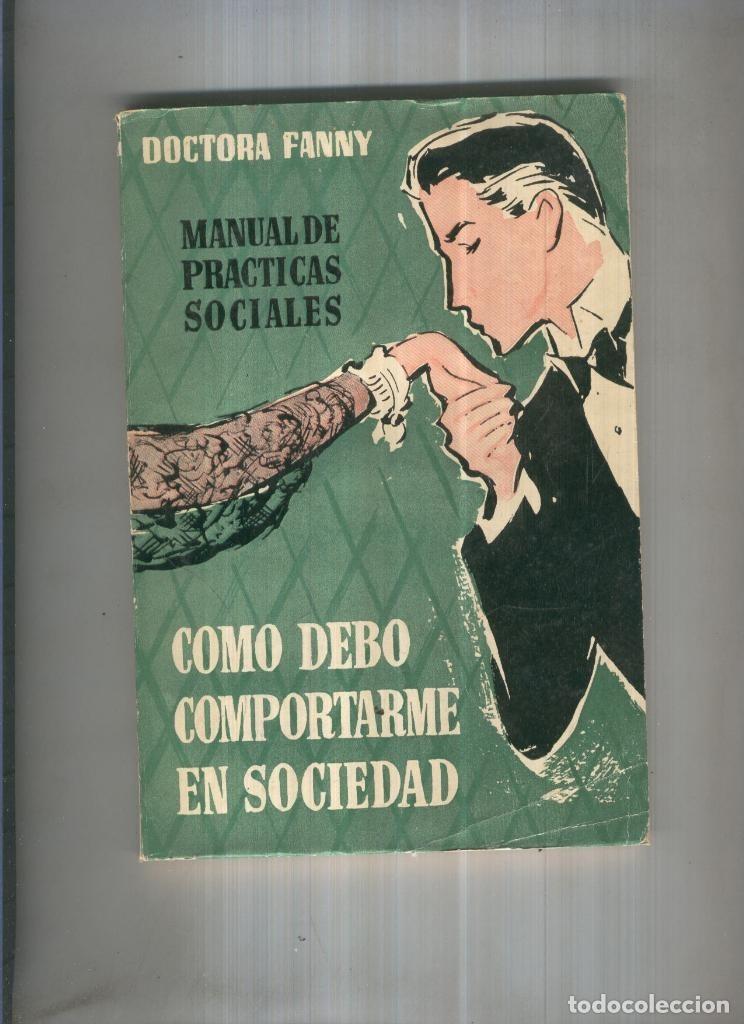 DOCTORA FANNY
MANUAL DE
PRACTICAS
SOCIALES
COMO DEBO
COMPORTARME
EN SOCIEDAD
todocoleccion